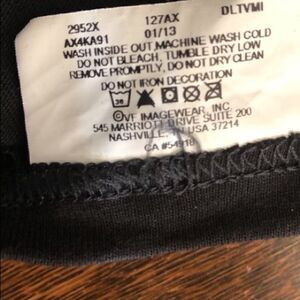 2952X 127AX DLTVMI
AX4KA91 01/13
WASH INSIDE OUT, MACHINE WASH COLD
DO NOT BLEACH, TUMBLE DRY LOW
REMOVE PROMPTLY, DO NOT DRY CLEAN
DO NOT IRON DECORATION
30
©VF IMAGEWEAR, INC.
545 MARRIOTT DRIVE SUITE 200
NASHVILLE, TN USA 37214
CA #54918